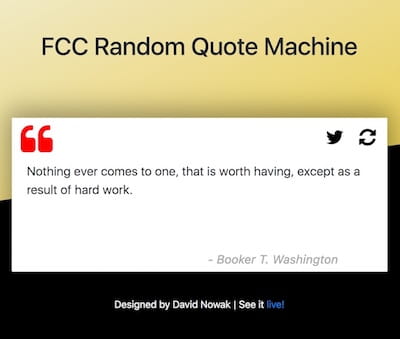 FCC Random Quote Machine
Nothing ever comes to one, that is worth having, except as a
result of hard work.
- Booker T. Washington
Designed by David Nowak | See it live!